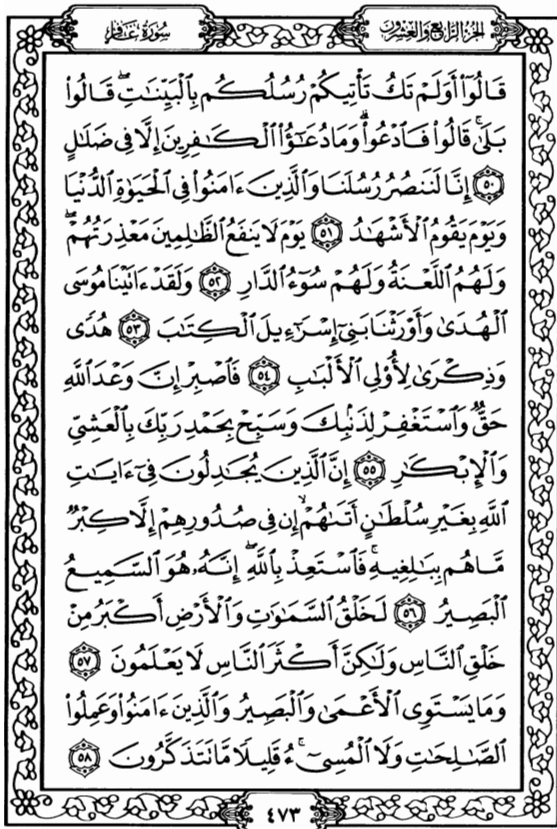 الجزء الرابع والعشرون
سورة غافر
قَالُوٓا۟ أَوَلَمْ تَكُ تَأْتِيكُمْ رُسُلُكُم بِٱلْبَيِّنَٰتِ ۖ قَالُوا۟
بَلَىٰ ۚ قَالُوا۟ فَٱدْعُوا۟ ۗ وَمَا دُعَٰٓؤُا۟ ٱلْكَٰفِرِينَ إِلَّا فِى ضَلَٰلٍ
٥٠ إِنَّا لَنَنصُرُ رُسُلَنَا وَٱلَّذِينَ ءَامَنُوا۟ فِى ٱلْحَيَوٰةِ ٱلدُّنْيَا
وَيَوْمَ يَقُومُ ٱلْأَشْهَٰدُ ٥١ يَوْمَ لَا يَنفَعُ ٱلظَّٰلِمِينَ مَعْذِرَتُهُمْ ۖ
وَلَهُمُ ٱللَّعْنَةُ وَلَهُمْ سُوٓءُ ٱلدَّارِ ٥٢ وَلَقَدْ ءَاتَيْنَا مُوسَى
ٱلْهُدَىٰ وَأَوْرَثْنَا بَنِىٓ إِسْرَٰٓءِيلَ ٱلْكِتَٰبَ ٥٣ هُدًى
وَذِكْرَىٰ لِأُو۟لِى ٱلْأَلْبَٰبِ ٥٤ فَٱصْبِرْ إِنَّ وَعْدَ ٱللَّهِ
حَقٌّ وَٱسْتَغْفِرْ لِذَنۢبِكَ وَسَبِّحْ بِحَمْدِ رَبِّكَ بِٱلْعَشِىِّ
وَٱلْإِبْكَٰرِ ٥٥ إِنَّ ٱلَّذِينَ يُجَٰدِلُونَ فِىٓ ءَايَٰتِ
ٱللَّهِ بِغَيْرِ سُلْطَٰنٍ أَتَىٰهُمْ ۙ إِن فِى صُدُورِهِمْ إِلَّا كِبْرٌ
مَّا هُم بِبَٰلِغِيهِ ۚ فَٱسْتَعِذْ بِٱللَّهِ ۖ إِنَّهُۥ هُوَ ٱلسَّمِيعُ
ٱلْبَصِيرُ ٥٦ لَخَلْقُ ٱلسَّمَٰوَٰتِ وَٱلْأَرْضِ أَكْبَرُ مِنْ
خَلْقِ ٱلنَّاسِ وَلَٰكِنَّ أَكْثَرَ ٱلنَّاسِ لَا يَعْلَمُونَ ٥٧
وَمَا يَسْتَوِى ٱلْأَعْمَىٰ وَٱلْبَصِيرُ وَٱلَّذِينَ ءَامَنُوا۟ وَعَمِلُوا۟
ٱلصَّٰلِحَٰتِ وَلَا ٱلْمُسِىٓءُ ۚ قَلِيلًا مَّا تَتَذَكَّرُونَ ٥٨
٤٧٣